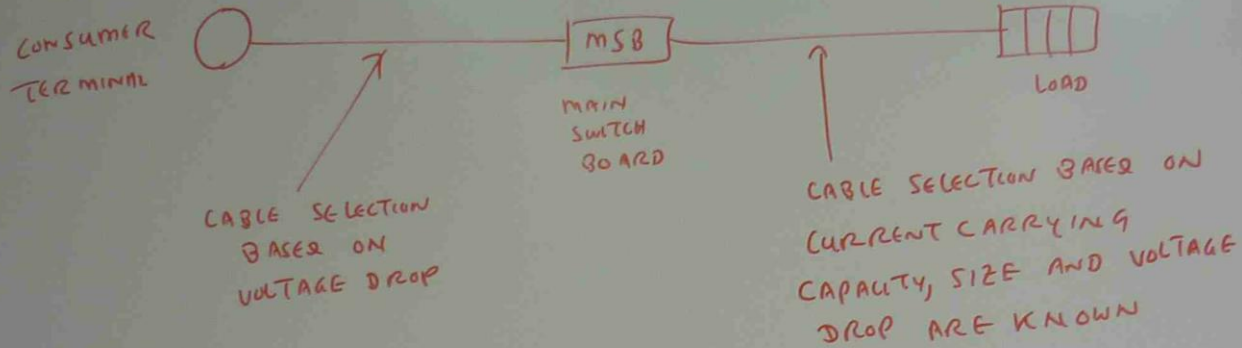 CONSUMER
TERMINAL
MSB
MAIN
SWITCH
BOARD
LOAD
CABLE SELECTION
BASED ON
VOLTAGE DROP
CABLE SELECTION BASED ON
CURRENT CARRYING
CAPACITY, SIZE AND VOLTAGE
DROP ARE KNOWN